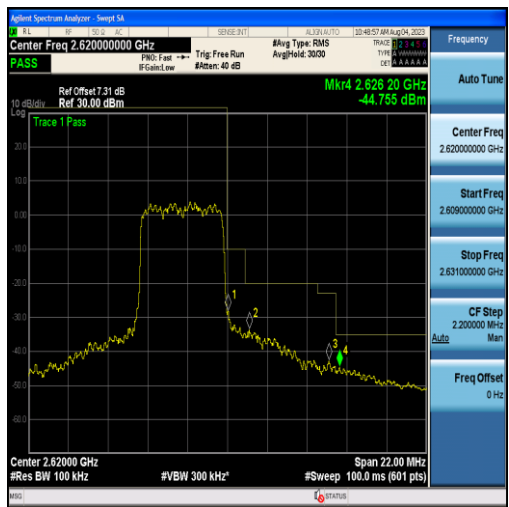 Agilent Spectrum Analyzer - Swept SA
RL RF 50 Ω AC SENSE:INT ALIGN AUTO 10:48:57 AM Aug 04, 2023
Center Freq 2.620000000 GHz
PASS
PNO: Fast
IFGain:Low
Trig: Free Run
#Atten: 40 dB
#Avg Type: RMS
Avg|Hold: 30/30
TRACE 1 2 3 4 5 6
TYPE A WWWWW
DET A A A A A A
Ref Offset 7.31 dB
10 dB/div Ref 30.00 dBm
Mkr4 2.626 20 GHz
-44.755 dBm
Log
Trace 1 Pass
20.0
10.0
0.00
-10.0
-20.0
-30.0
-40.0
-50.0
-60.0
1
2
3
4
Center 2.62000 GHz
Span 22.00 MHz
#Res BW 100 kHz
#VBW 300 kHz*
#Sweep 100.0 ms (601 pts)
MSG
STATUS
Frequency
Auto Tune
Center Freq
2.620000000 GHz
Start Freq
2.609000000 GHz
Stop Freq
2.631000000 GHz
CF Step
2.200000 MHz
Auto Man
Freq Offset
0 Hz